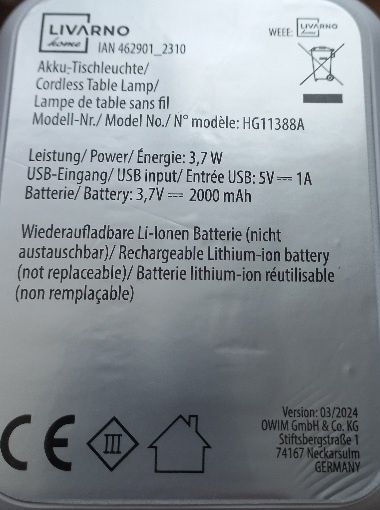 LIVARNO
home
IAN 462901_2310
WEEE: LIVARNO
home
Akku-Tischleuchte/
Cordless Table Lamp/
Lampe de table sans fil
Modell-Nr./ Model No./ N° modèle: HG11388A
Leistung/ Power/ Énergie: 3,7 W
USB-Eingang/ USB input/ Entrée USB: 5V ⎓ 1A
Batterie/ Battery: 3,7V ⎓ 2000 mAh
Wiederaufladbare Li-Ionen Batterie (nicht
austauschbar)/ Rechargeable Lithium-ion battery
(not replaceable)/ Batterie lithium-ion réutilisable
(non remplaçable)
CE
III
Version: 03/2024
OWIM GmbH & Co. KG
Stiftsbergstraße 1
74167 Neckarsulm
GERMANY